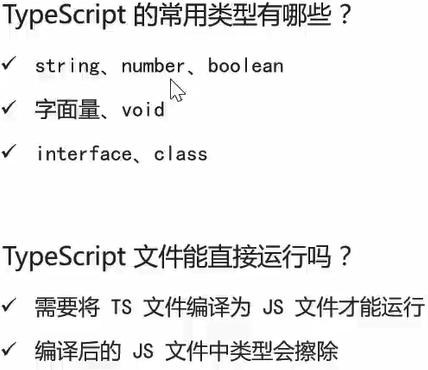 TypeScript 的常用类型有哪些？
✓ string、number、boolean
✓ 字面量、void
✓ interface、class
TypeScript 文件能直接运行吗？
✓ 需要将 TS 文件编译为 JS 文件才能运行
✓ 编译后的 JS 文件中类型会擦除